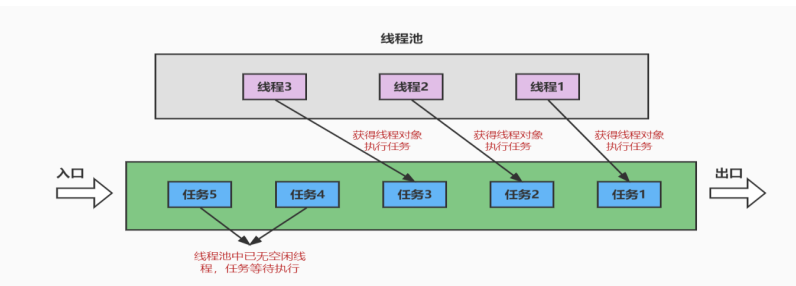 线程池
线程3
线程2
线程1
获得线程对象
执行任务
获得线程对象
执行任务
获得线程对象
执行任务
入口
出口
任务5
任务4
任务3
任务2
任务1
线程池中已无空闲线
程，任务等待执行